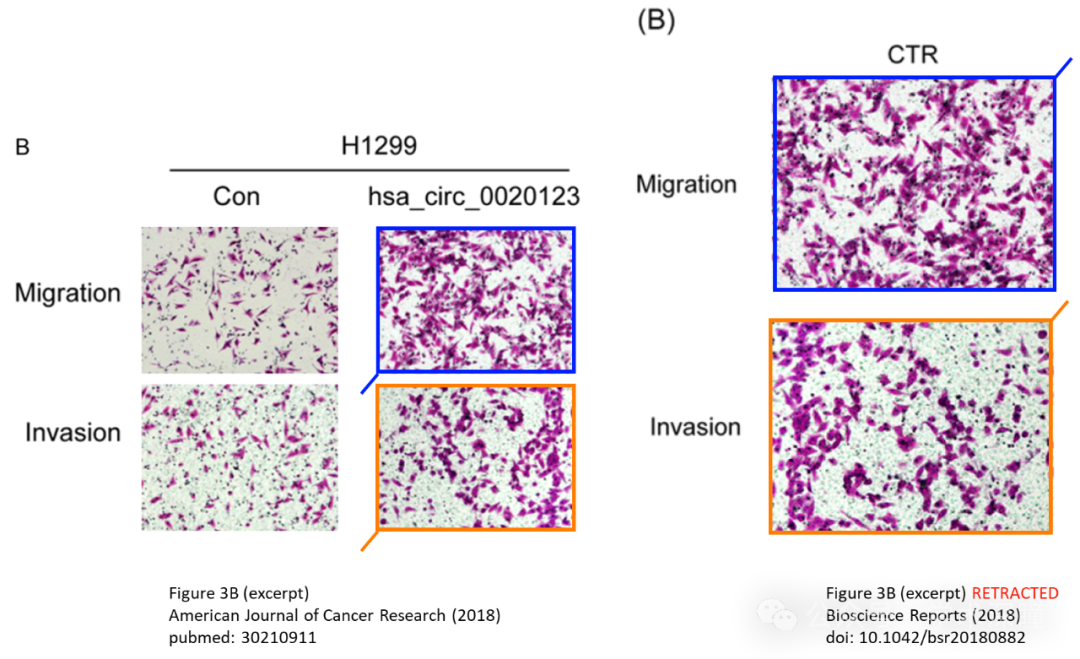 B
H1299
Con
hsa_circ_0020123
Migration
Invasion
Figure 3B (excerpt)
American Journal of Cancer Research (2018)
pubmed: 30210911
(B)
CTR
Migration
Invasion
Figure 3B (excerpt) RETRACTED
Bioscience Reports (2018)
doi: 10.1042/bsr20180882